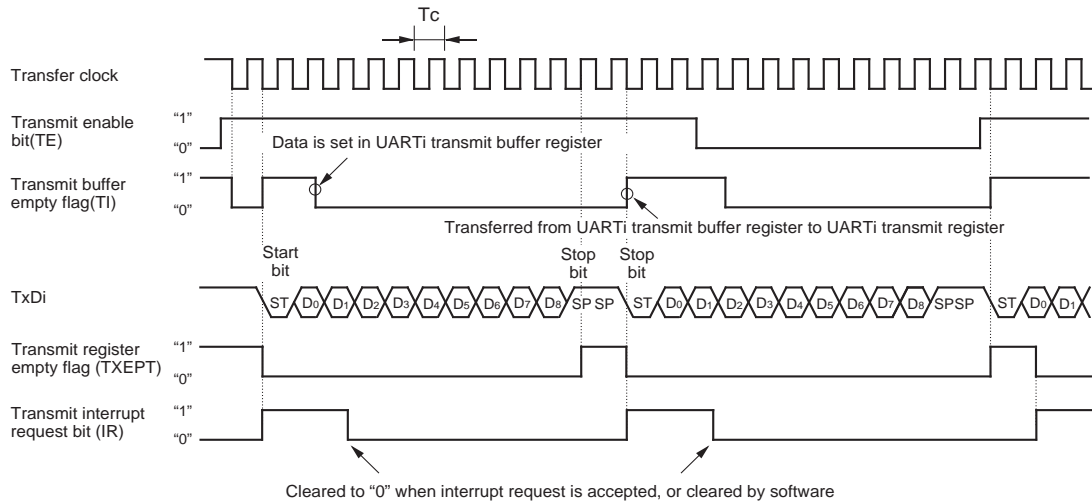 Tc
Transfer clock
Transmit enable
bit(TE)
“1”
“0”
Data is set in UARTi transmit buffer register
Transmit buffer
empty flag(TI)
“1”
“0”
Transferred from UARTi transmit buffer register to UARTi transmit register
Start
bit
Stop
bit
Stop
bit
TxDi
ST D0 D1 D2 D3 D4 D5 D6 D7 D8 SP SP ST D0 D1 D2 D3 D4 D5 D6 D7 D8 SPSP ST D0 D1
Transmit register
empty flag (TXEPT)
“1”
“0”
Transmit interrupt
request bit (IR)
“1”
“0”
Cleared to “0” when interrupt request is accepted, or cleared by software